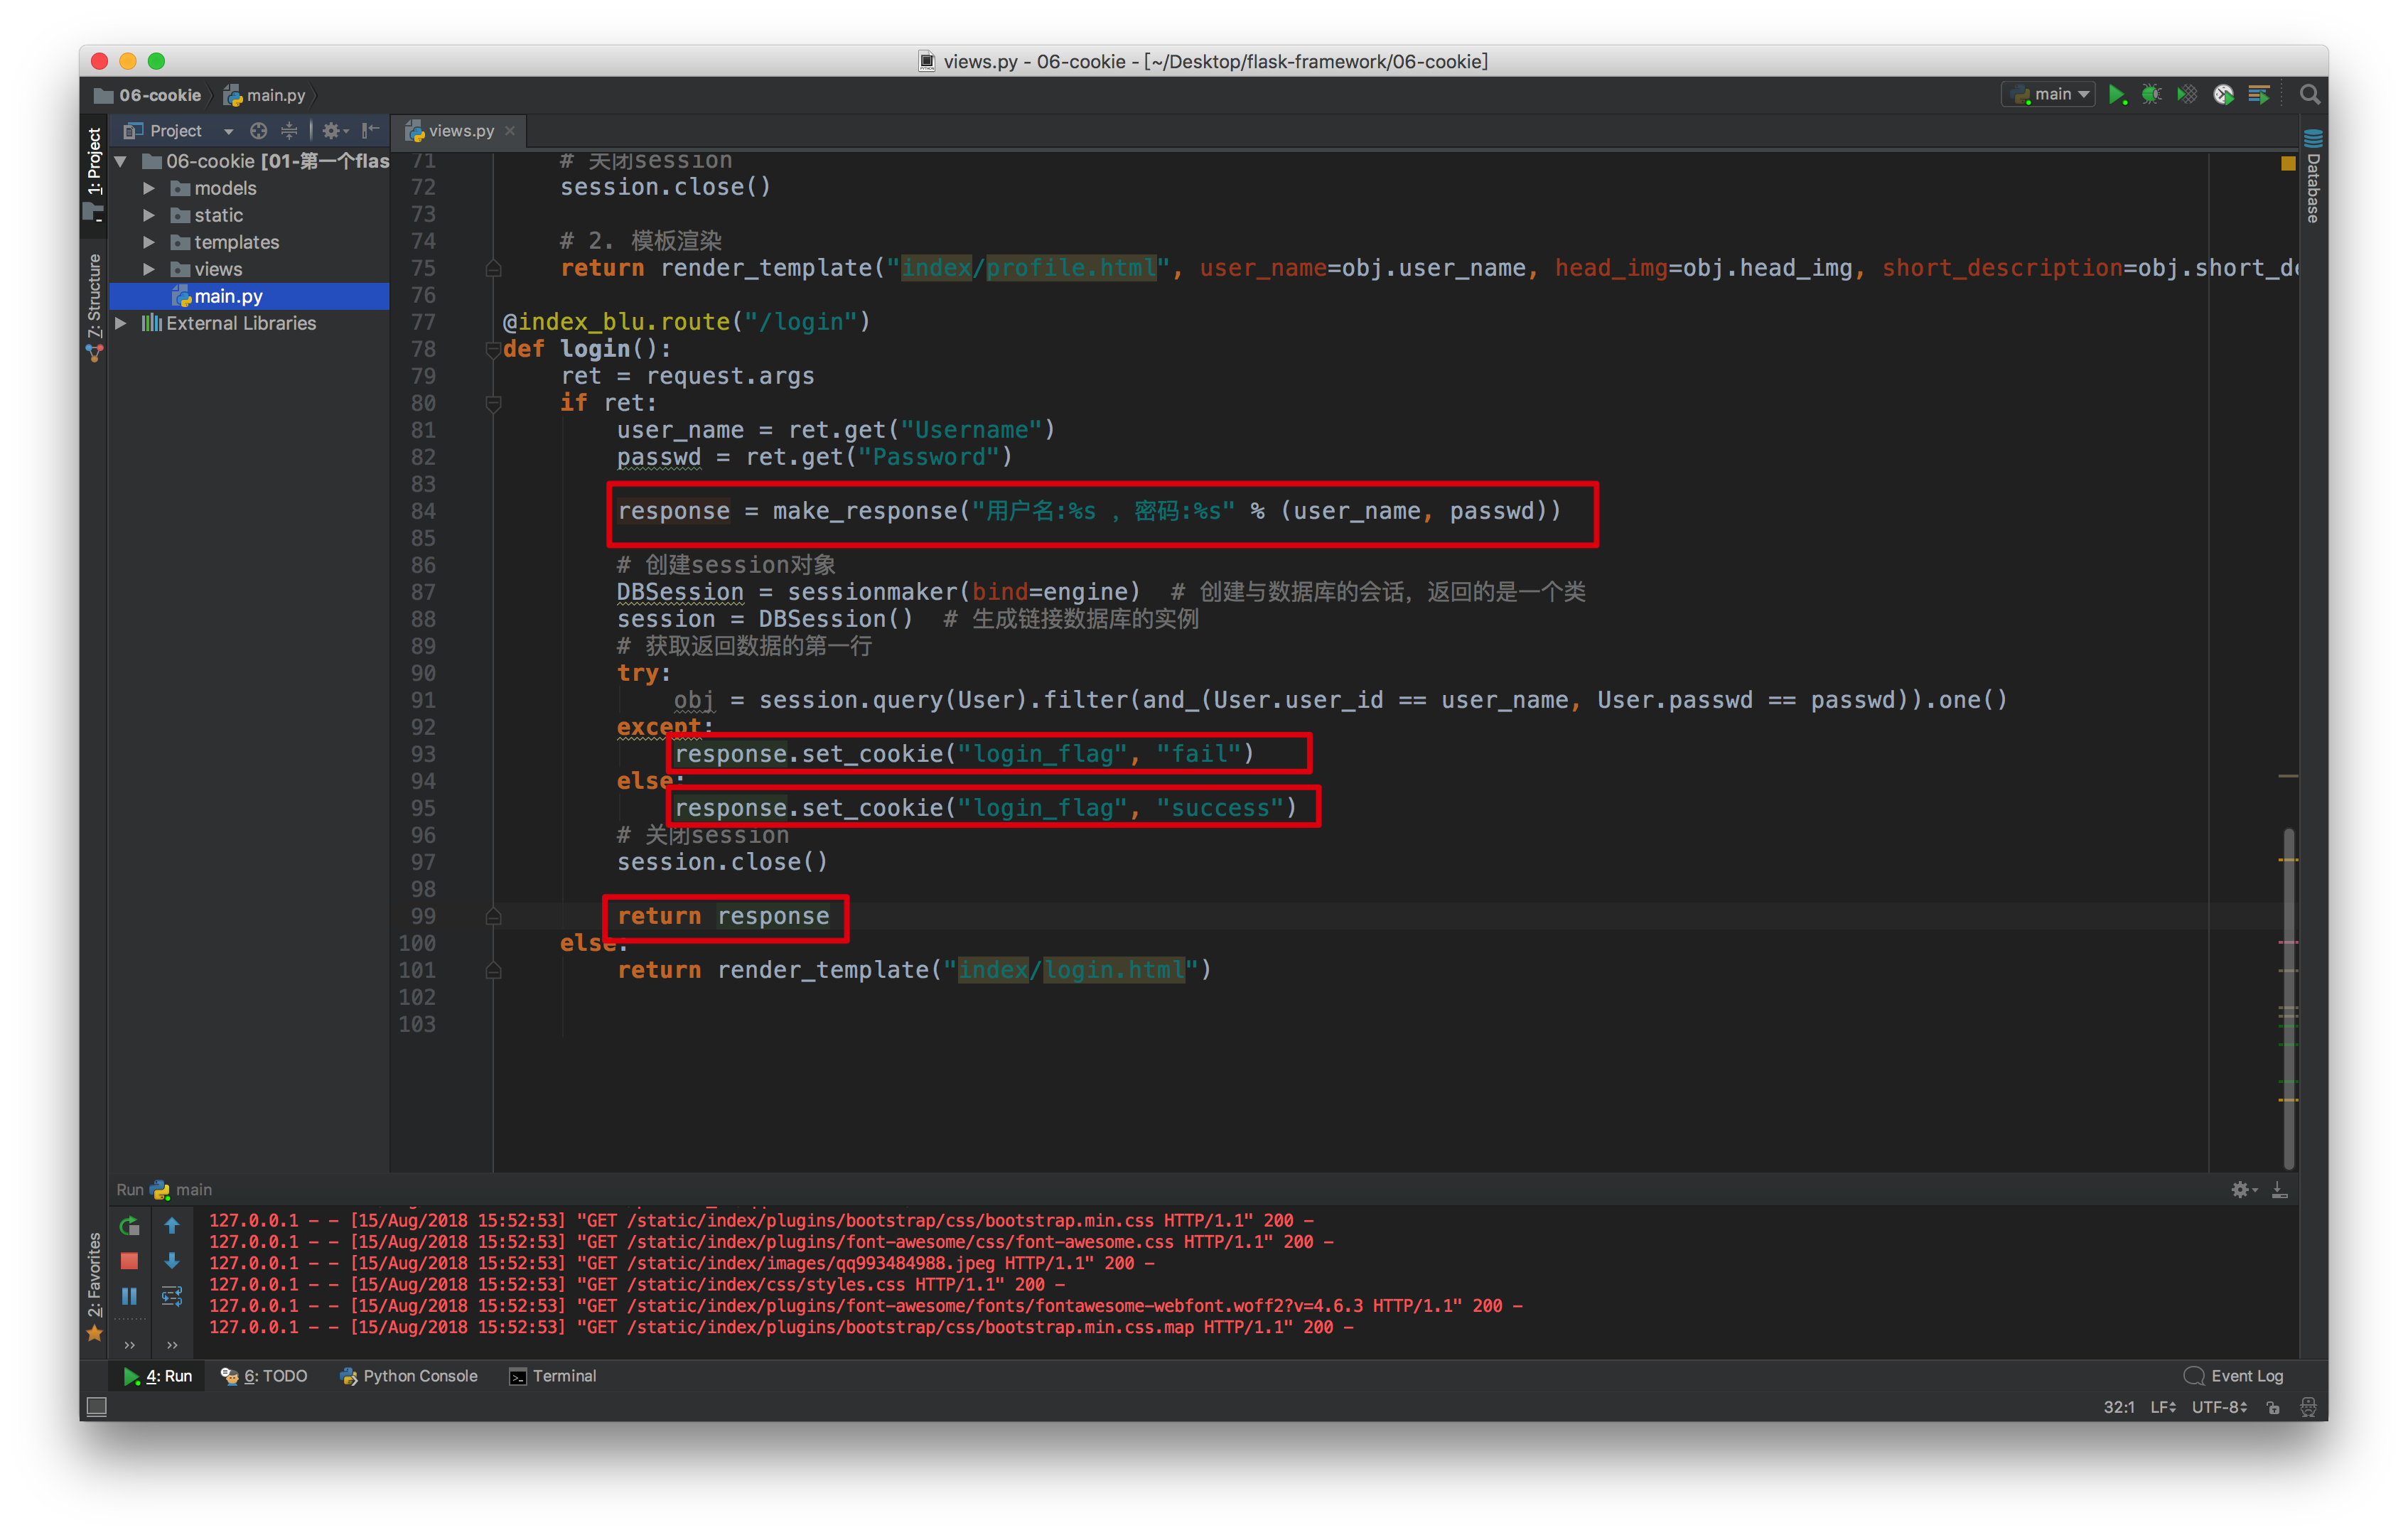 views.py - 06-cookie - [~/Desktop/flask-framework/06-cookie]
06-cookie main.py main
1: Project
Project
views.py
Database
06-cookie [01-第一个flas
models
static
templates
views
main.py
External Libraries
Z: Structure
71 # 关闭session
72 session.close()
73
74 # 2. 模板渲染
75 return render_template("index/profile.html", user_name=obj.user_name, head_img=obj.head_img, short_description=obj.short_de
76
77 @index_blu.route("/login")
78 def login():
79 ret = request.args
80 if ret:
81 user_name = ret.get("Username")
82 passwd = ret.get("Password")
83
84 response = make_response("用户名:%s , 密码:%s" % (user_name, passwd))
85
86 # 创建session对象
87 DBSession = sessionmaker(bind=engine) # 创建与数据库的会话，返回的是一个类
88 session = DBSession() # 生成链接数据库的实例
89 # 获取返回数据的第一行
90 try:
91 obj = session.query(User).filter(and_(User.user_id == user_name, User.passwd == passwd)).one()
92 except:
93 response.set_cookie("login_flag", "fail")
94 else:
95 response.set_cookie("login_flag", "success")
96 # 关闭session
97 session.close()
98
99 return response
100 else:
101 return render_template("index/login.html")
102
103
Run main
2: Favorites
127.0.0.1 - - [15/Aug/2018 15:52:53] "GET /static/index/plugins/bootstrap/css/bootstrap.min.css HTTP/1.1" 200 -
127.0.0.1 - - [15/Aug/2018 15:52:53] "GET /static/index/plugins/font-awesome/css/font-awesome.css HTTP/1.1" 200 -
127.0.0.1 - - [15/Aug/2018 15:52:53] "GET /static/index/images/qq993484988.jpeg HTTP/1.1" 200 -
127.0.0.1 - - [15/Aug/2018 15:52:53] "GET /static/index/css/styles.css HTTP/1.1" 200 -
127.0.0.1 - - [15/Aug/2018 15:52:53] "GET /static/index/plugins/font-awesome/fonts/fontawesome-webfont.woff2?v=4.6.3 HTTP/1.1" 200 -
127.0.0.1 - - [15/Aug/2018 15:52:53] "GET /static/index/plugins/bootstrap/css/bootstrap.min.css.map HTTP/1.1" 200 -
4: Run 6: TODO Python Console Terminal Event Log
32:1 LF UTF-8